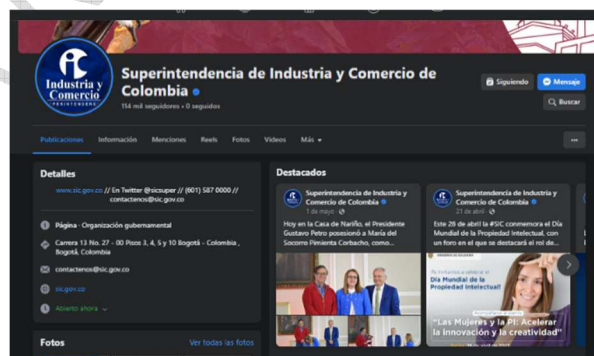 Industria y
Comercio
SUPERINTENDENCIA
Superintendencia de Industria y Comercio de
Colombia
114 mil seguidores • 0 seguidos
Siguiendo
Mensaje
Buscar
Publicaciones
Información
Menciones
Reels
Fotos
Videos
Más
Detalles
www.sic.gov.co // En Twitter @sicsuper // (601) 587 0000 //
contactenos@sic.gov.co
Página · Organización gubernamental
Carrera 13 No. 27 - 00 Pisos 3, 4, 5 y 10 Bogotá - Colombia ,
Bogotá, Colombia
contactenos@sic.gov.co
sic.gov.co
Abierto ahora
Fotos
Ver todas las fotos
Destacados
Superintendencia de Industria y
Comercio de Colombia
1 de mayo ·
Hoy en la Casa de Nariño, el Presidente
Gustavo Petro posesionó a María del
Socorro Pimienta Corbacho, como...
Superintendencia de Industria y
Comercio de Colombia
21 de abril ·
Este 26 de abril la #SIC conmemora el Día
Mundial de la Propiedad Intelectual, con
un foro en el que se destacará el rol de...
¡Te invitamos a celebrar el
Día Mundial de la
Propiedad Intelectual!
"Las Mujeres y la PI: Acelerar
la innovación y la creatividad"